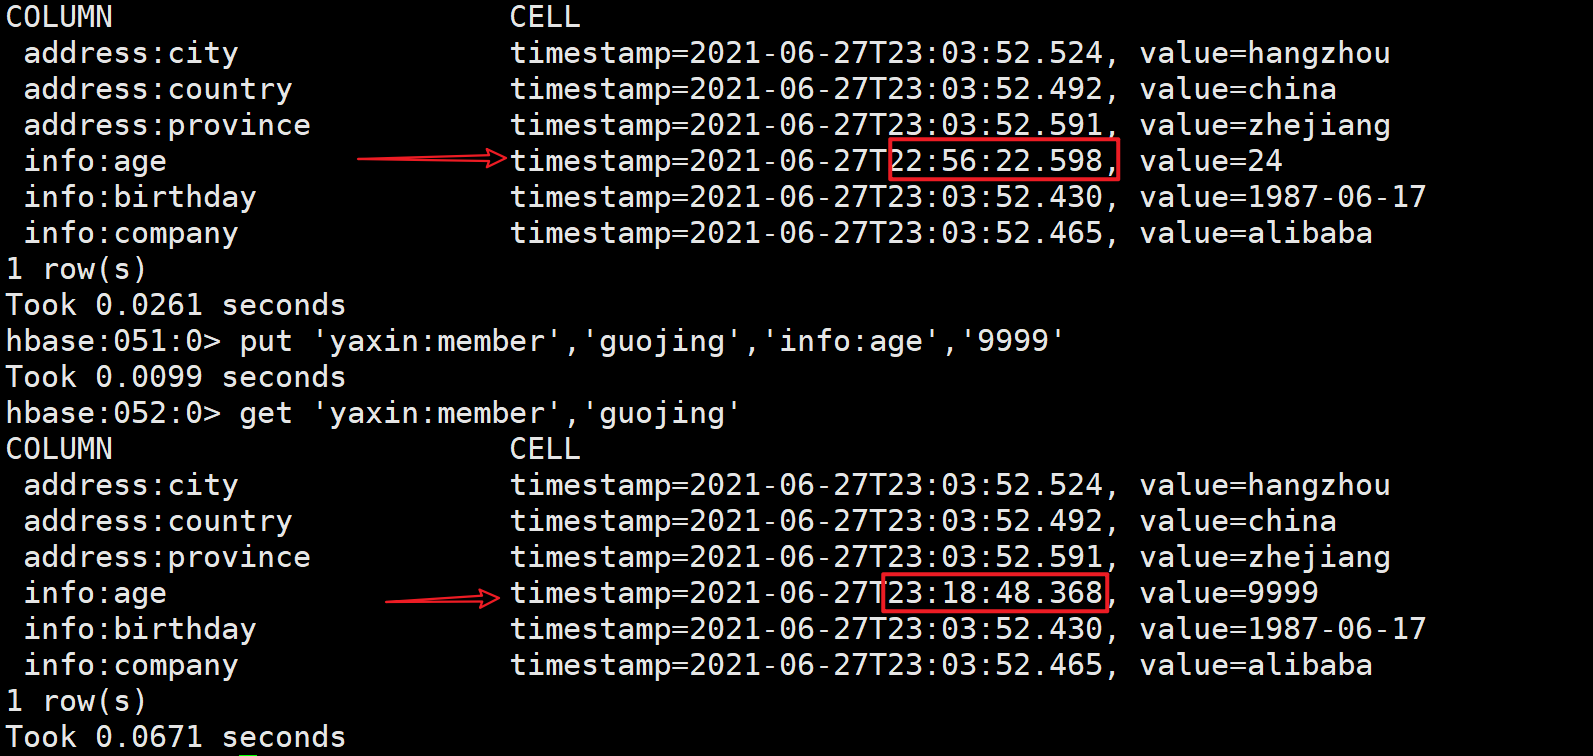 COLUMN CELL
address:city timestamp=2021-06-27T23:03:52.524, value=hangzhou
address:country timestamp=2021-06-27T23:03:52.492, value=china
address:province timestamp=2021-06-27T23:03:52.591, value=zhejiang
info:age timestamp=2021-06-27T22:56:22.598, value=24
info:birthday timestamp=2021-06-27T23:03:52.430, value=1987-06-17
info:company timestamp=2021-06-27T23:03:52.465, value=alibaba
1 row(s)
Took 0.0261 seconds
hbase:051:0> put 'yaxin:member','guojing','info:age','9999'
Took 0.0099 seconds
hbase:052:0> get 'yaxin:member','guojing'
COLUMN CELL
address:city timestamp=2021-06-27T23:03:52.524, value=hangzhou
address:country timestamp=2021-06-27T23:03:52.492, value=china
address:province timestamp=2021-06-27T23:03:52.591, value=zhejiang
info:age timestamp=2021-06-27T23:18:48.368, value=9999
info:birthday timestamp=2021-06-27T23:03:52.430, value=1987-06-17
info:company timestamp=2021-06-27T23:03:52.465, value=alibaba
1 row(s)
Took 0.0671 seconds